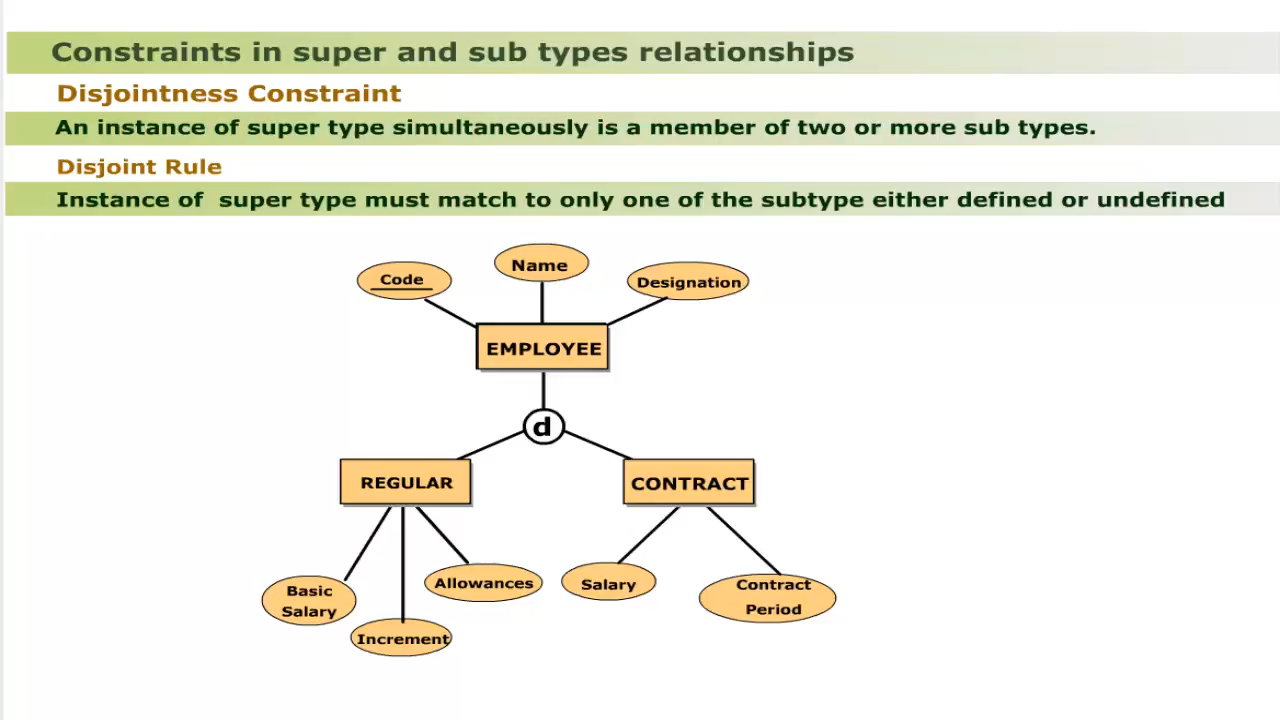 Constraints in super and sub types relationships
Disjointness Constraint
An instance of super type simultaneously is a member of two or more sub types.
Disjoint Rule
Instance of super type must match to only one of the subtype either defined or undefined
Code
Name
Designation
EMPLOYEE
d
REGULAR
CONTRACT
Basic
Salary
Increment
Allowances
Salary
Contract
Period